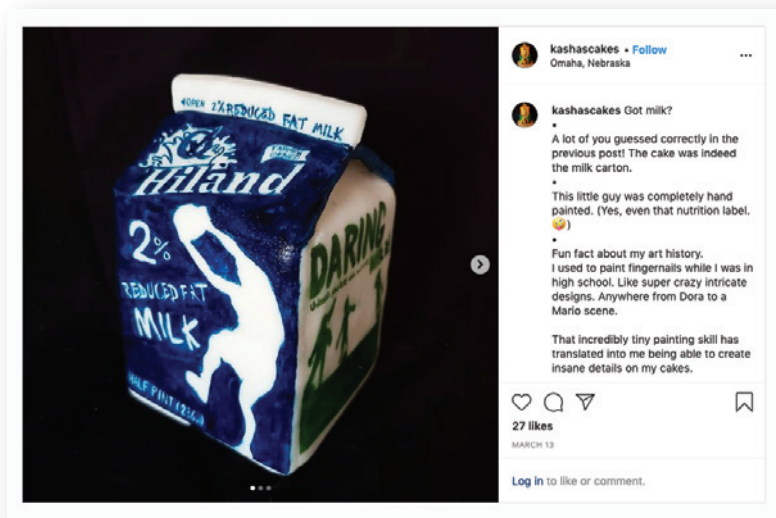 OPEN 2% REDUCED FAT MILK
Hiland
2%
REDUCED FAT
MILK
HALF PINT
DARING
kashascakes • Follow
Omaha, Nebraska
kashascakes Got milk?
•
A lot of you guessed correctly in the
previous post! The cake was indeed
the milk carton.
•
This little guy was completely hand
painted. (Yes, even that nutrition label.
🤪)
•
Fun fact about my art history.
I used to paint fingernails while I was in
high school. Like super crazy intricate
designs. Anywhere from Dora to a
Mario scene.
That incredibly tiny painting skill has
translated into me being able to create
insane details on my cakes.
27 likes
MARCH 13
Log in to like or comment.